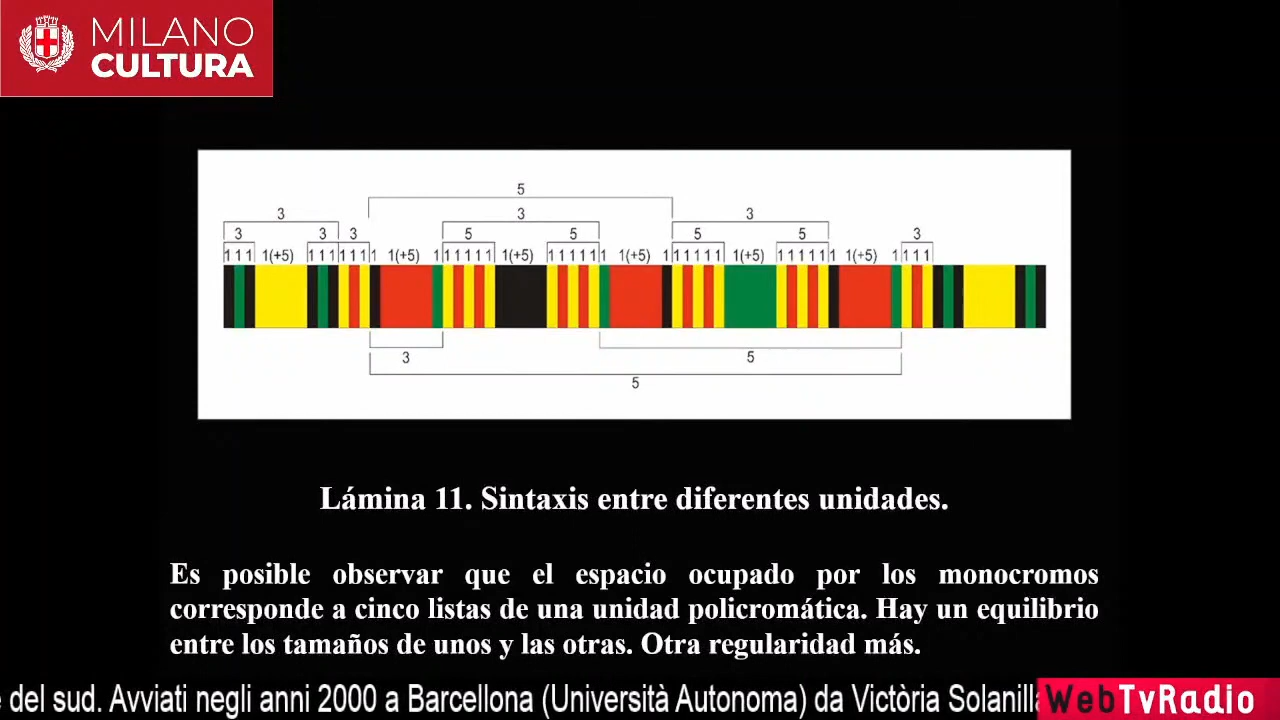 MILANO
CULTURA
5
3 3 3
3 3 3 5 5 5 5 3
1 1 1 1(+5) 1 1 1 1 1 1 1 1(+5) 1 1 1 1 1 1 1(+5) 1 1 1 1 1 1 1(+5) 1 1 1 1 1 1 1(+5) 1 1 1 1 1 1 1(+5) 1 1 1 1
3 5
5
Lámina 11. Sintaxis entre diferentes unidades.
Es posible observar que el espacio ocupado por los monocromos
corresponde a cinco listas de una unidad policromática. Hay un equilibrio
entre los tamaños de unos y las otras. Otra regularidad más.
e del sud. Avviati negli anni 2000 a Barcellona (Università Autonoma) da Victòria Solanilla
WebTvRadio